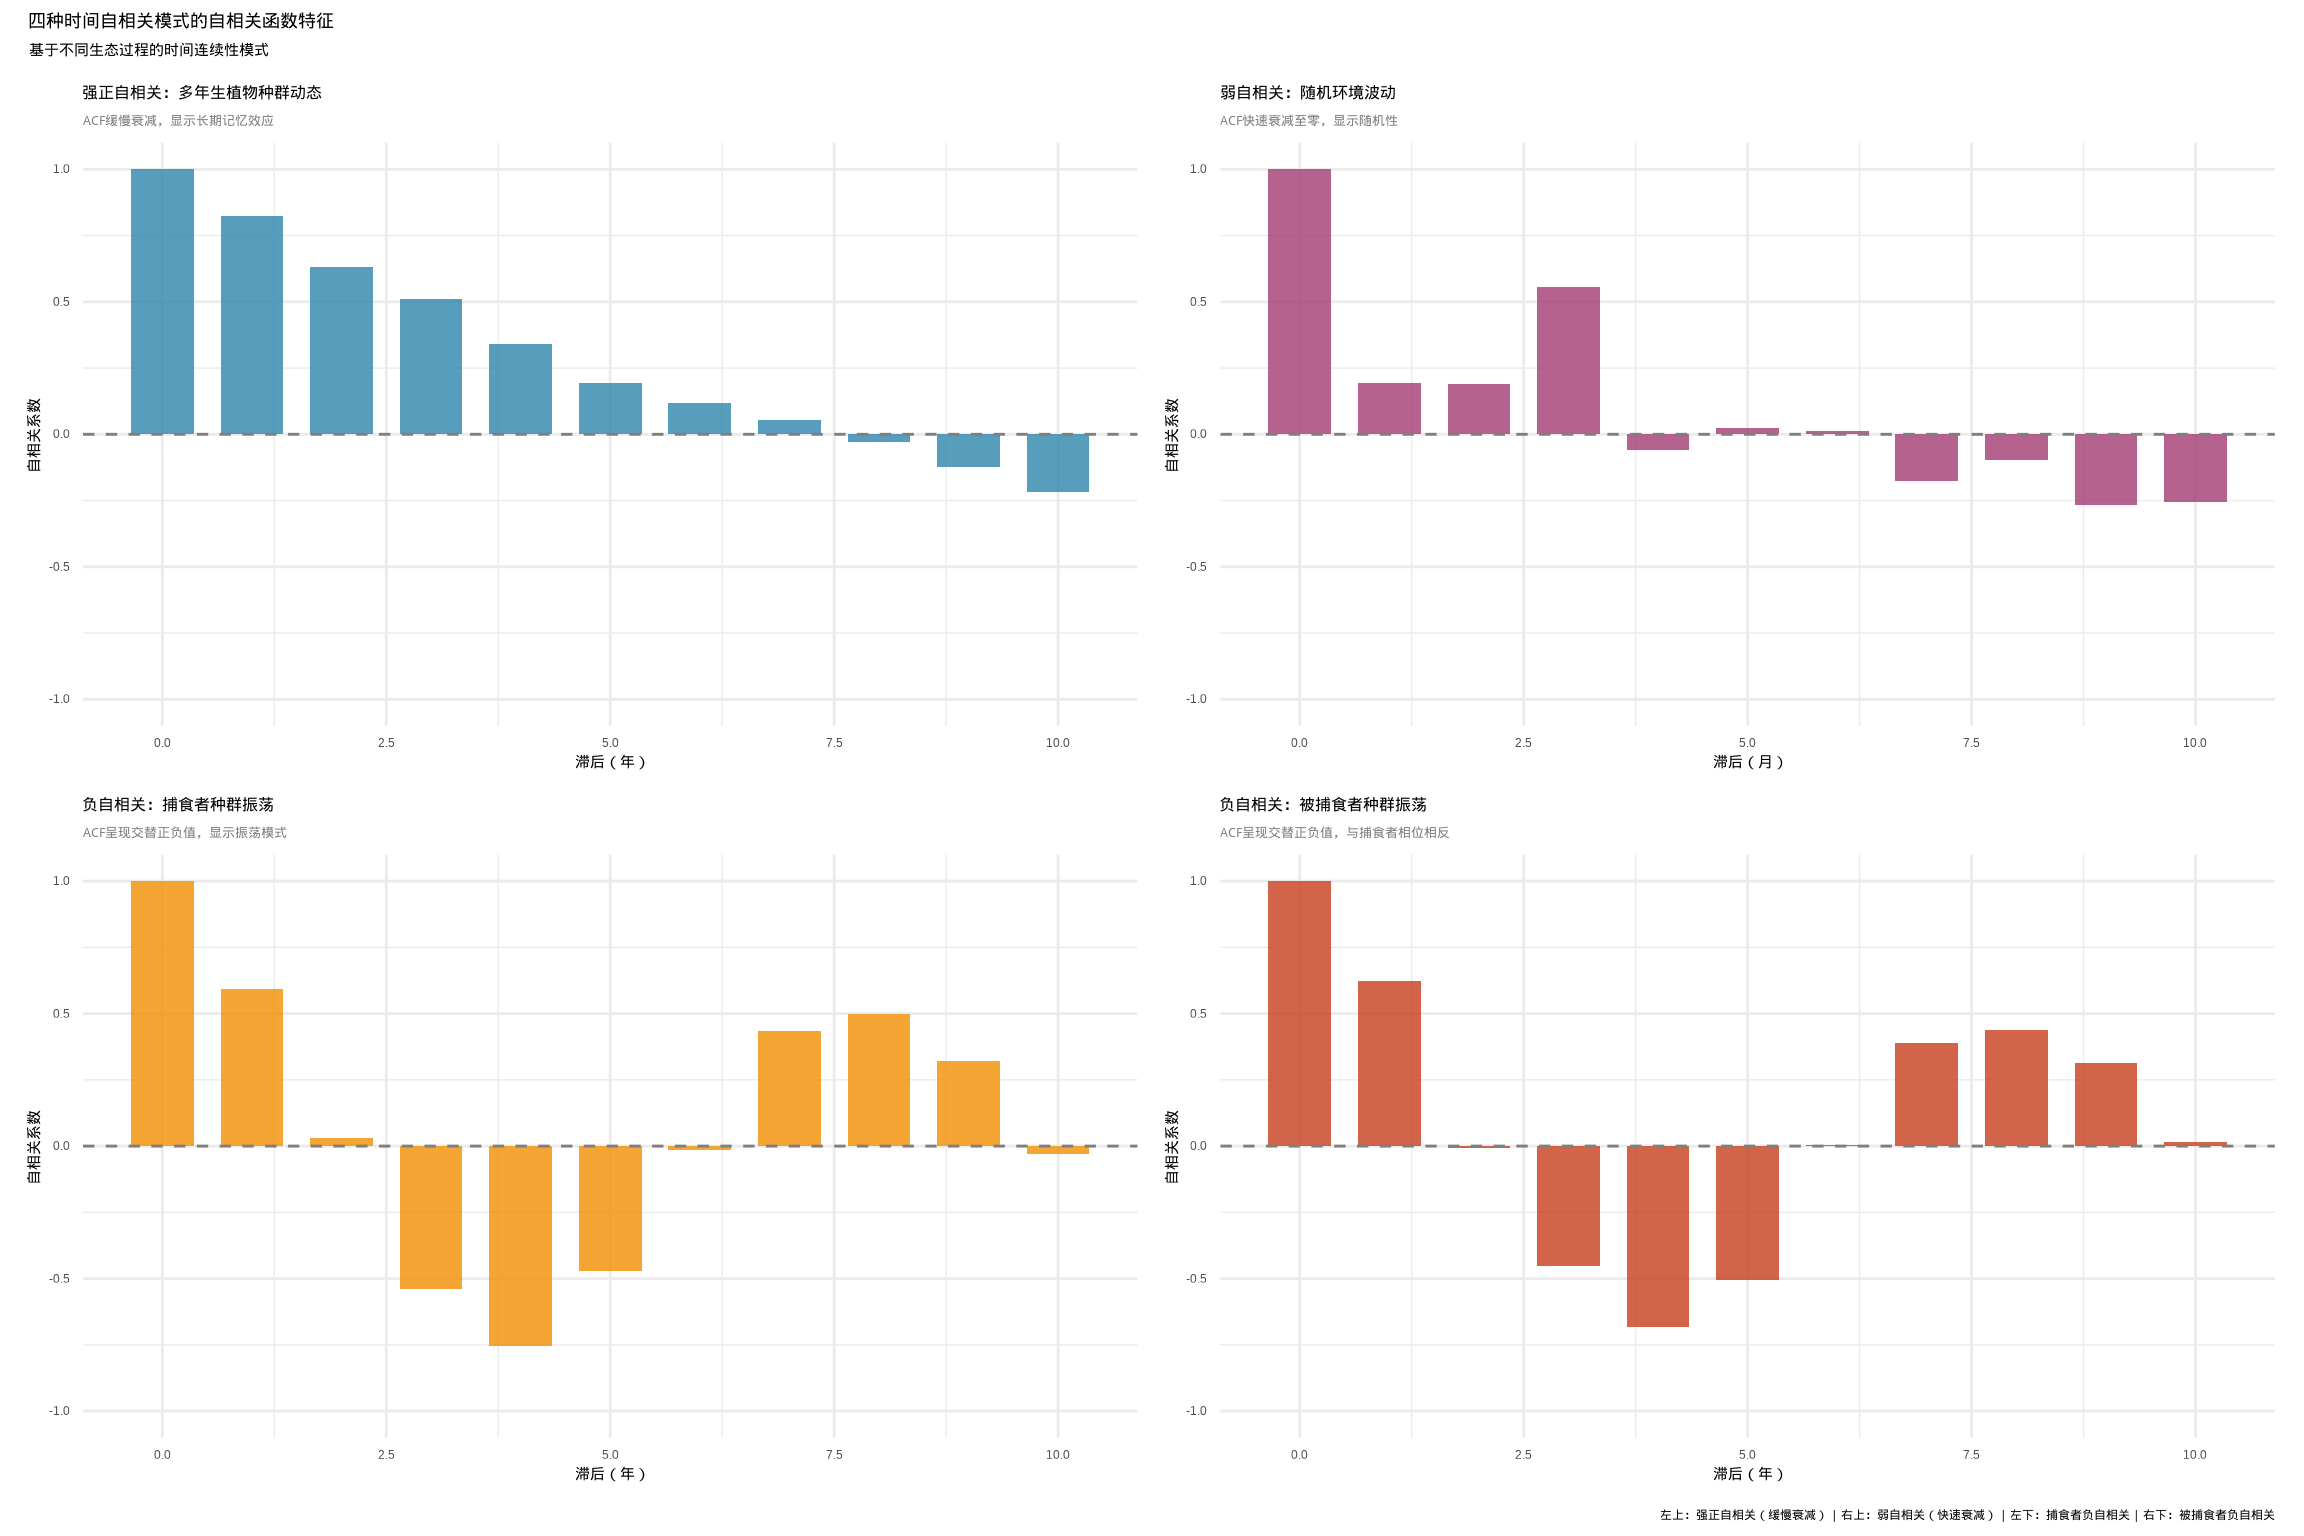 四种时间自相关模式的自相关函数特征
基于不同生态过程的时间连续性模式
强正自相关：多年生植物种群动态
ACF缓慢衰减，显示长期记忆效应
自相关系数
1.0
0.5
0.0
-0.5
-1.0
0.0 2.5 5.0 7.5 10.0
滞后（年）
弱自相关：随机环境波动
ACF快速衰减至零，显示随机性
自相关系数
1.0
0.5
0.0
-0.5
-1.0
0.0 2.5 5.0 7.5 10.0
滞后（月）
负自相关：捕食者种群振荡
ACF呈现交替正负值，显示振荡模式
自相关系数
1.0
0.5
0.0
-0.5
-1.0
0.0 2.5 5.0 7.5 10.0
滞后（年）
负自相关：被捕食者种群振荡
ACF呈现交替正负值，与捕食者相位相反
自相关系数
1.0
0.5
0.0
-0.5
-1.0
0.0 2.5 5.0 7.5 10.0
滞后（年）
左上：强正自相关（缓慢衰减） | 右上：弱自相关（快速衰减） | 左下：捕食者负自相关 | 右下：被捕食者负自相关